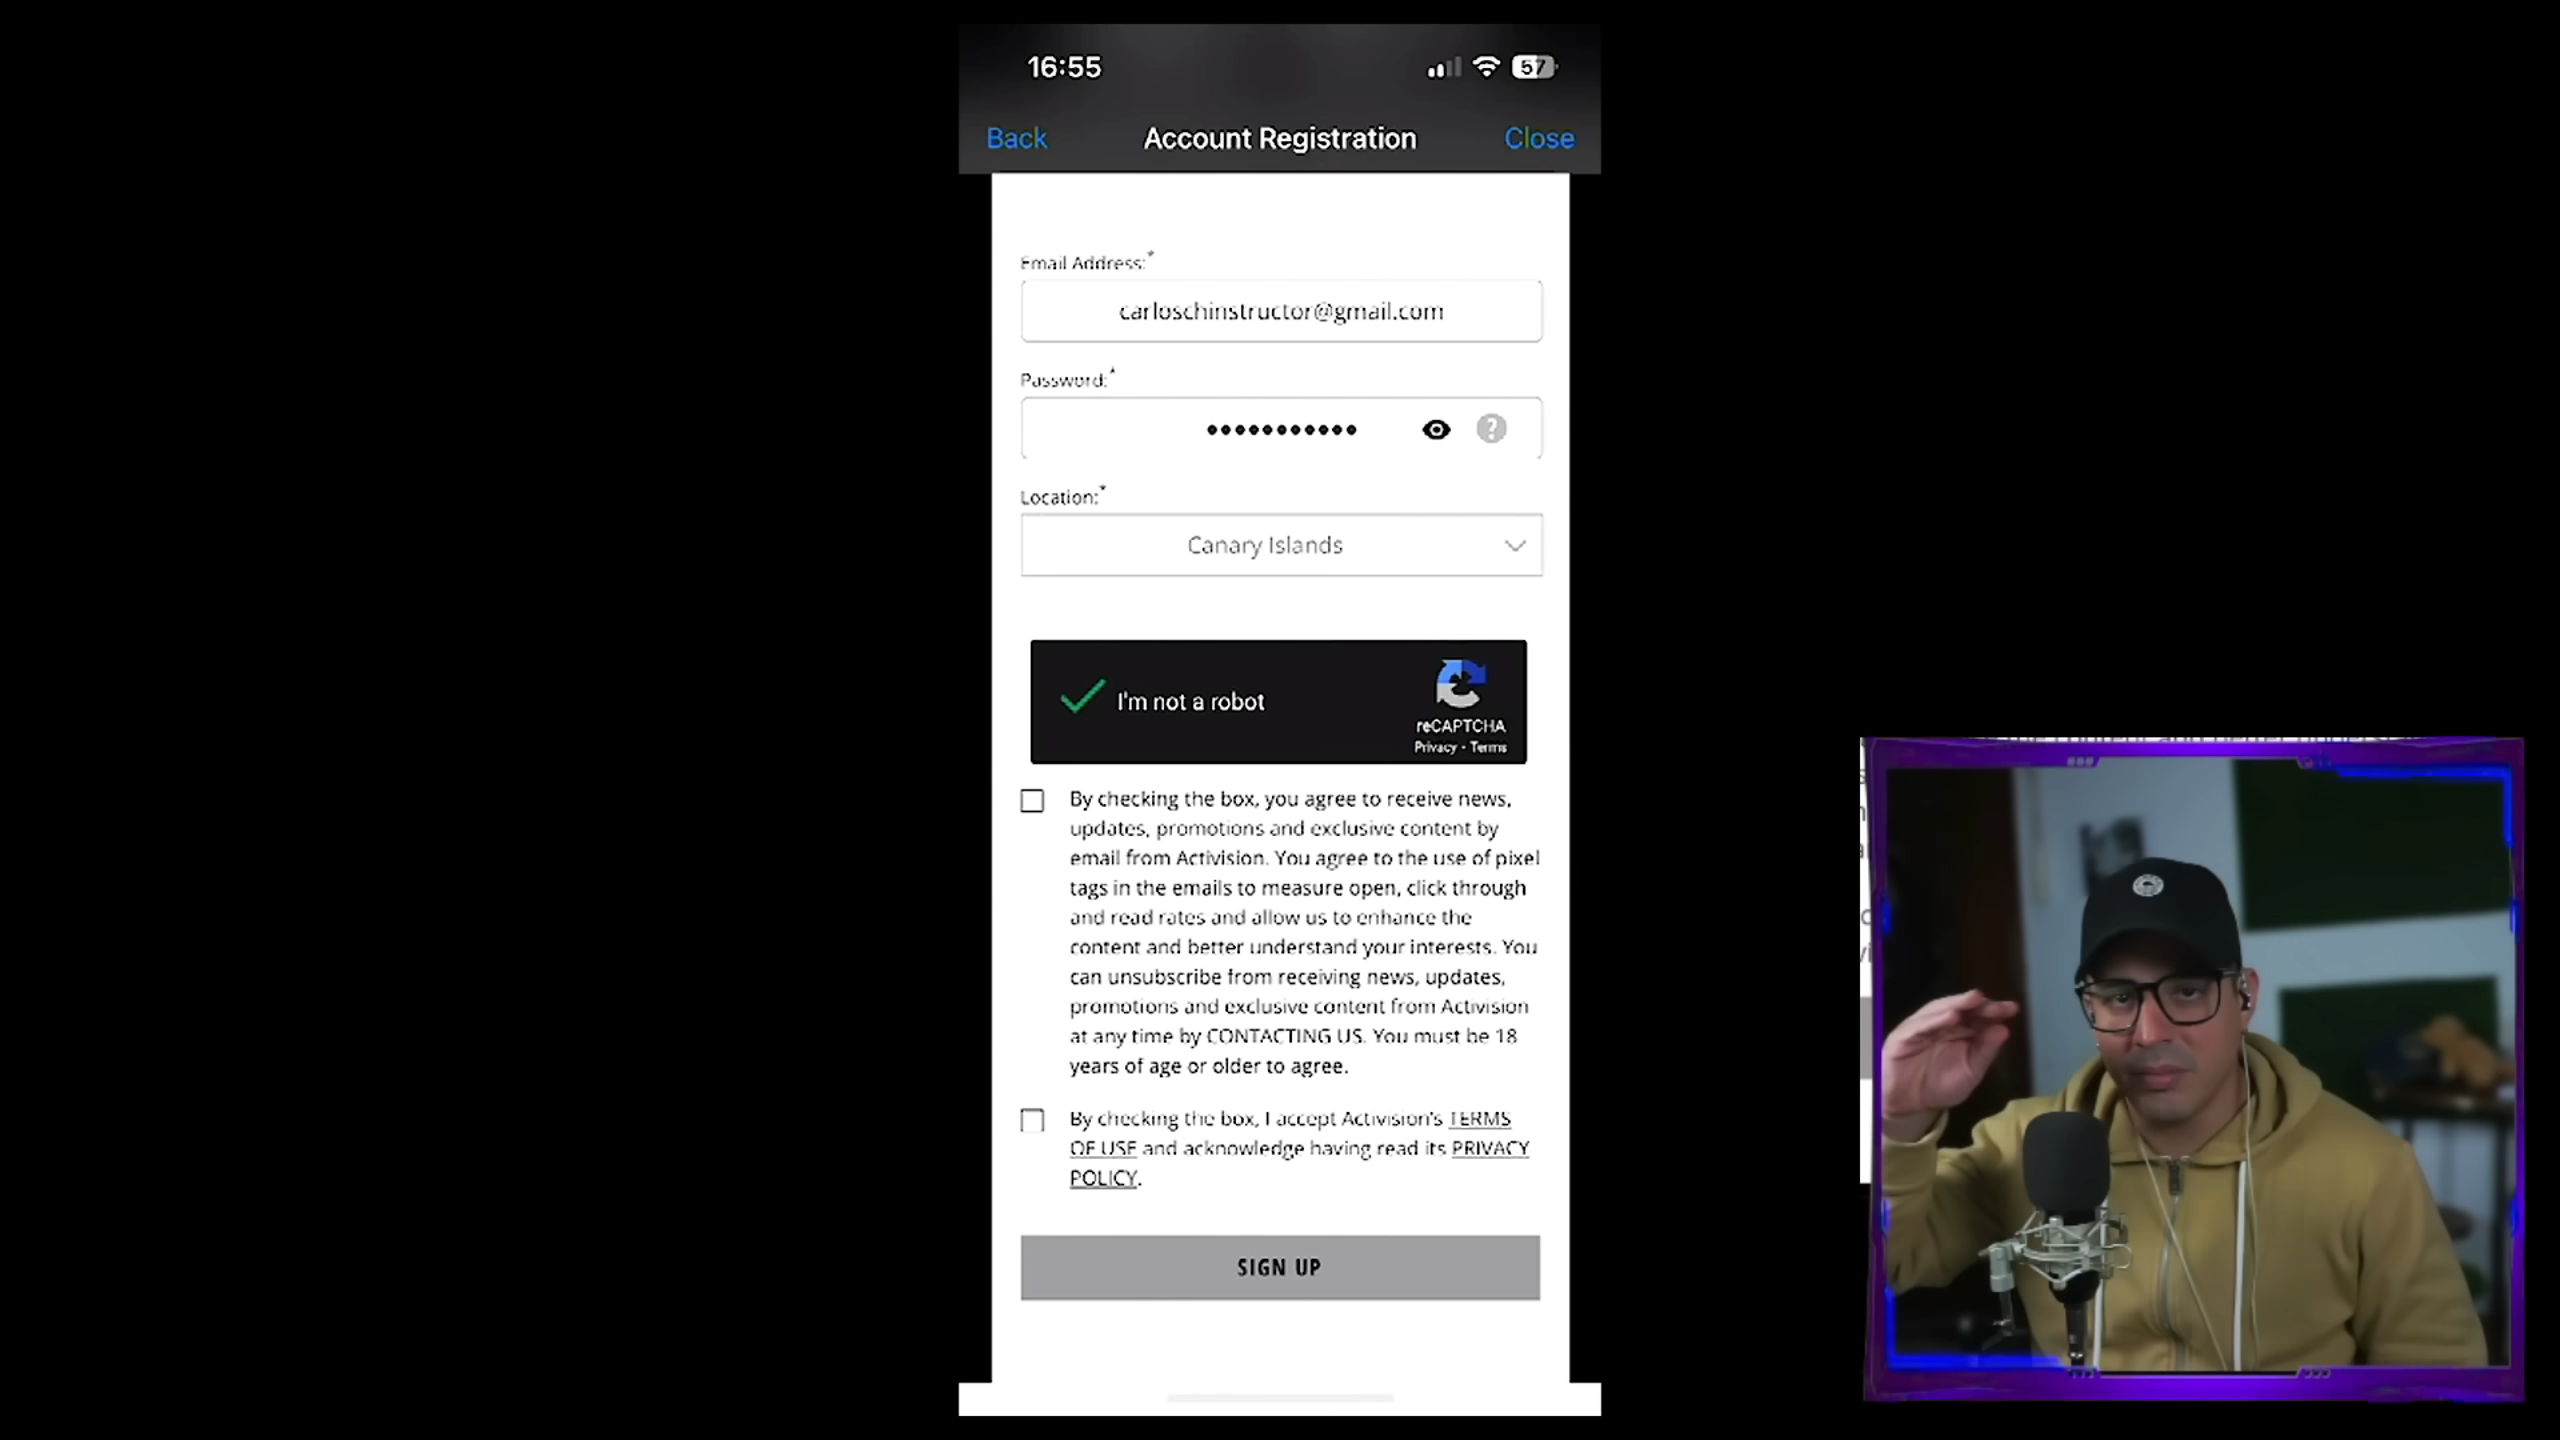 16:55
57
Back
Account Registration
Close
Email Address:*
carloschinstructor@gmail.com
Password:*
•••••••••••
?
Location:*
Canary Islands
I'm not a robot
reCAPTCHA
Privacy - Terms
By checking the box, you agree to receive news,
updates, promotions and exclusive content by
email from Activision. You agree to the use of pixel
tags in the emails to measure open, click through
and read rates and allow us to enhance the
content and better understand your interests. You
can unsubscribe from receiving news, updates,
promotions and exclusive content from Activision
at any time by CONTACTING US. You must be 18
years of age or older to agree.
By checking the box, I accept Activision's TERMS
OF USE and acknowledge having read its PRIVACY
POLICY.
SIGN UP